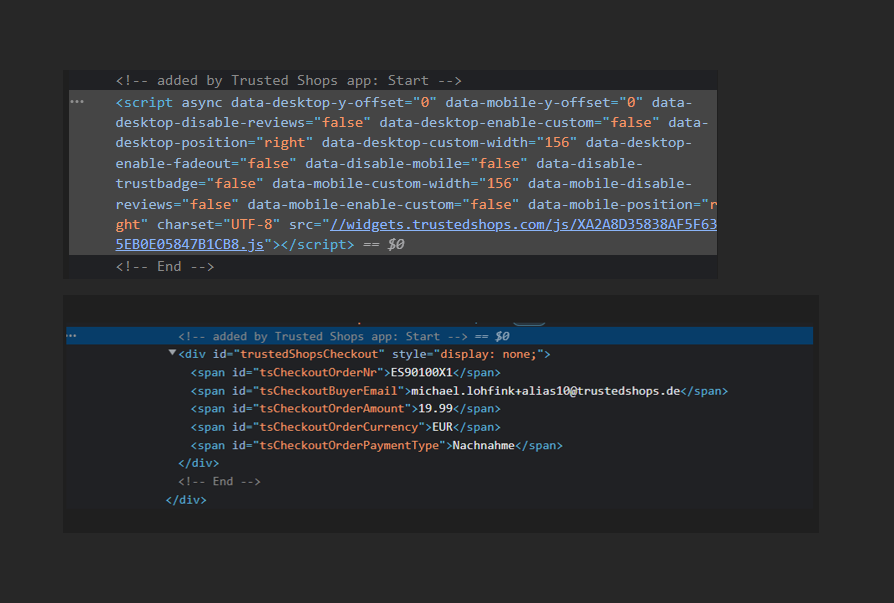 <!-- added by Trusted Shops app: Start -->
<script async data-desktop-y-offset="0" data-mobile-y-offset="0" data-
desktop-disable-reviews="false" data-desktop-enable-custom="false" data-
desktop-position="right" data-desktop-custom-width="156" data-desktop-
enable-fadeout="false" data-disable-mobile="false" data-disable-
trustbadge="false" data-mobile-custom-width="156" data-mobile-disable-
reviews="false" data-mobile-enable-custom="false" data-mobile-position="r
ght" charset="UTF-8" src="//widgets.trustedshops.com/js/XA2A8D35838AF5F63
5EB0E05847B1CB8.js"></script> == $0
<!-- End -->
<!-- added by Trusted Shops app: Start --> == $0
<div id="trustedShopsCheckout" style="display: none;">
<span id="tsCheckoutOrderNr">ES90100X1</span>
<span id="tsCheckoutBuyerEmail">michael.lohfink+alias10@trustedshops.de</span>
<span id="tsCheckoutOrderAmount">19.99</span>
<span id="tsCheckoutOrderCurrency">EUR</span>
<span id="tsCheckoutOrderPaymentType">Nachnahme</span>
</div>
<!-- End -->
</div>